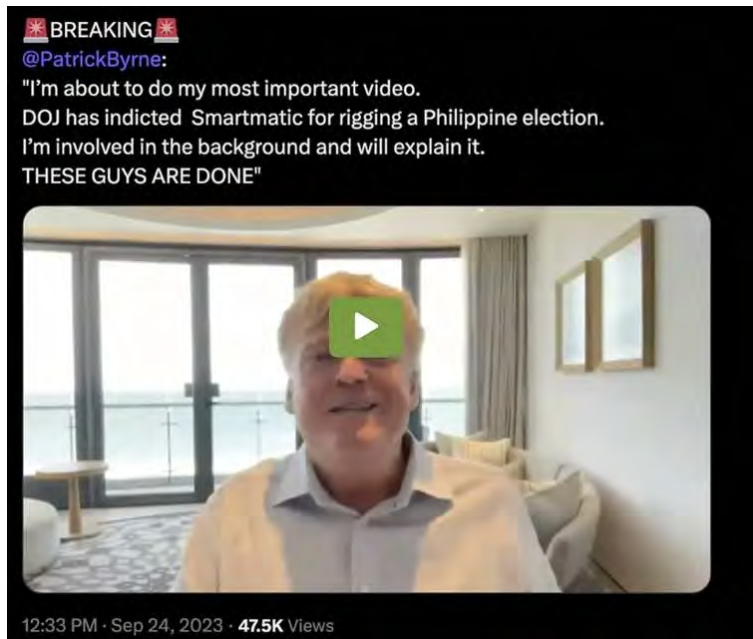 🚨BREAKING🚨
@PatrickByrne:
"I'm about to do my most important video.
DOJ has indicted  Smartmatic for rigging a Philippine election.
I'm involved in the background and will explain it.
THESE GUYS ARE DONE"
12:33 PM · Sep 24, 2023 · 47.5K Views